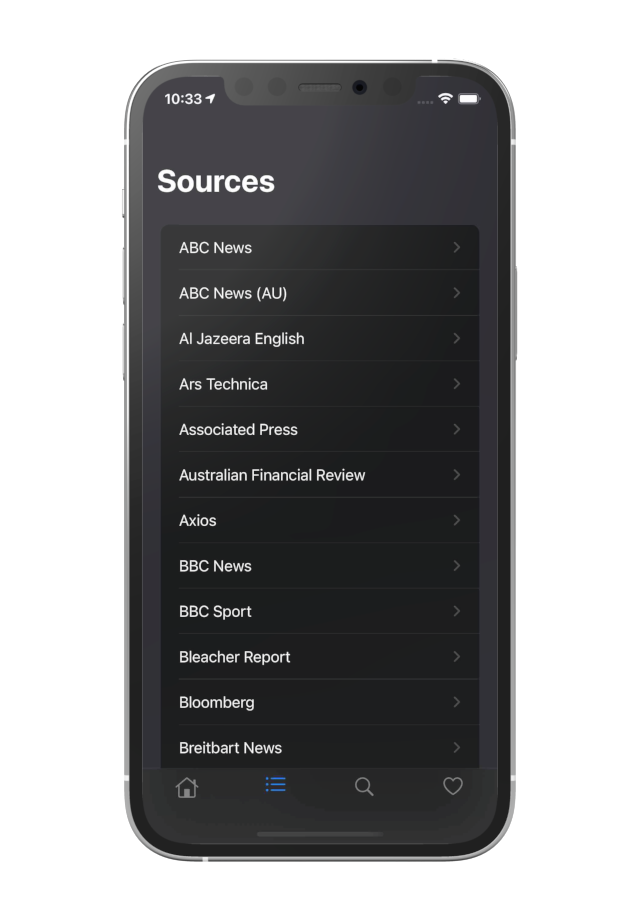 10:33
Sources
ABC News
ABC News (AU)
Al Jazeera English
Ars Technica
Associated Press
Australian Financial Review
Axios
BBC News
BBC Sport
Bleacher Report
Bloomberg
Breitbart News